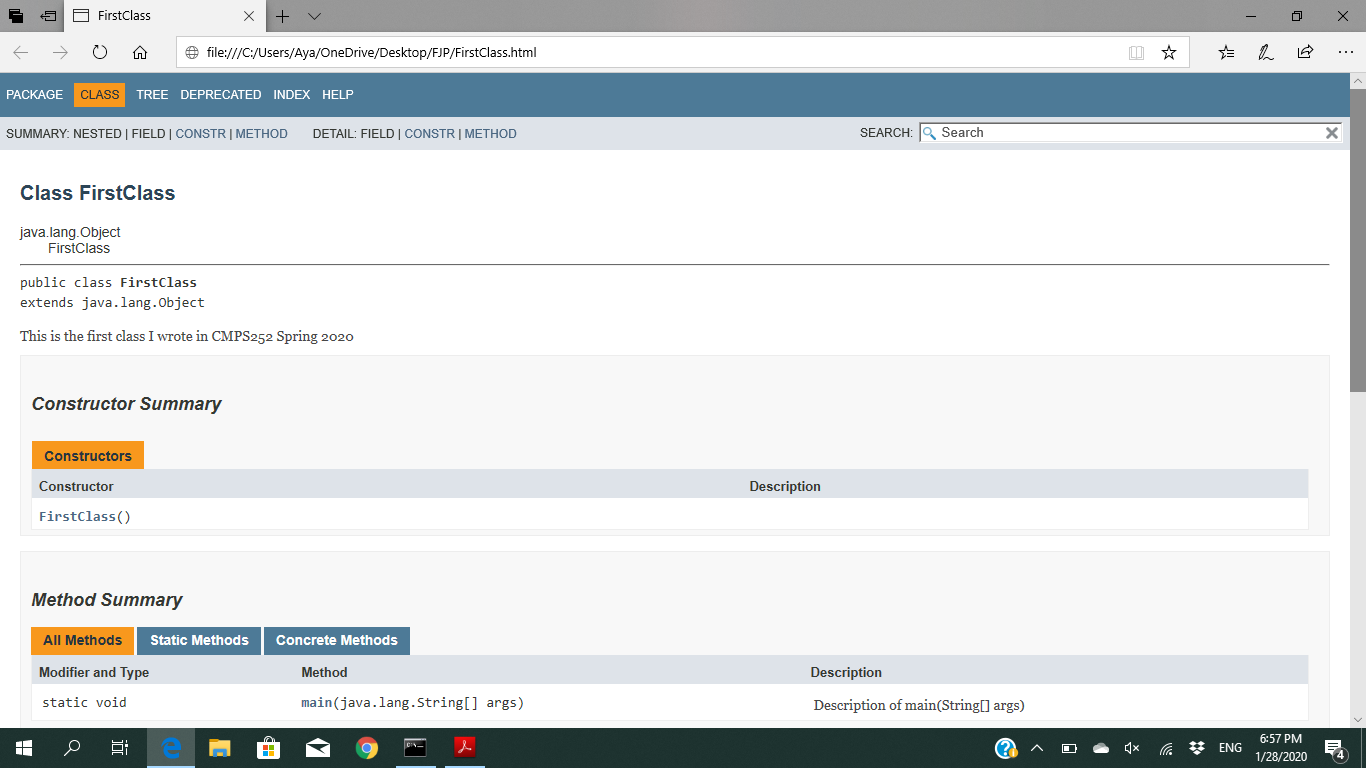 FirstClass
file:///C:/Users/Aya/OneDrive/Desktop/FJP/FirstClass.html
PACKAGE CLASS TREE DEPRECATED INDEX HELP
SUMMARY: NESTED | FIELD | CONSTR | METHOD DETAIL: FIELD | CONSTR | METHOD SEARCH: Search
Class FirstClass
java.lang.Object
FirstClass
public class FirstClass
extends java.lang.Object
This is the first class I wrote in CMPS252 Spring 2020
Constructor Summary
Constructors
Constructor Description
FirstClass()
Method Summary
All Methods Static Methods Concrete Methods
Modifier and Type Method Description
static void main(java.lang.String[] args) Description of main(String[] args)
ENG 6:57 PM
1/28/2020 4